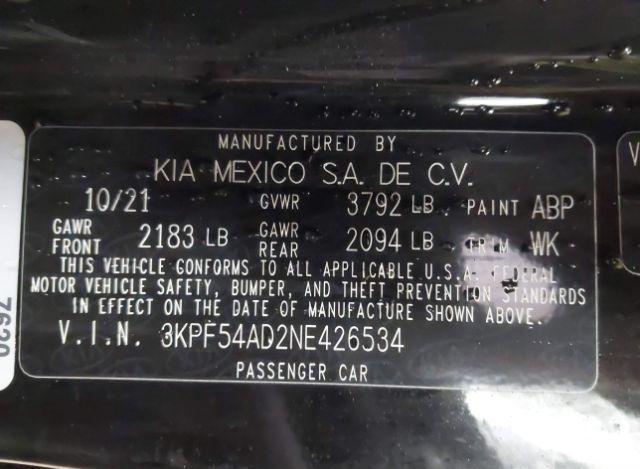 MANUFACTURED BY
KIA MEXICO S.A. DE C.V.
10/21 GVWR 3792 LB PAINT ABP
GAWR FRONT 2183 LB GAWR REAR 2094 LB TRIM WK
THIS VEHICLE CONFORMS TO ALL APPLICABLE U.S.A. FEDERAL
MOTOR VEHICLE SAFETY, BUMPER, AND THEFT PREVENTION STANDARDS
IN EFFECT ON THE DATE OF MANUFACTURE SHOWN ABOVE.
V.I.N. 3KPF54AD2NE426534
PASSENGER CAR